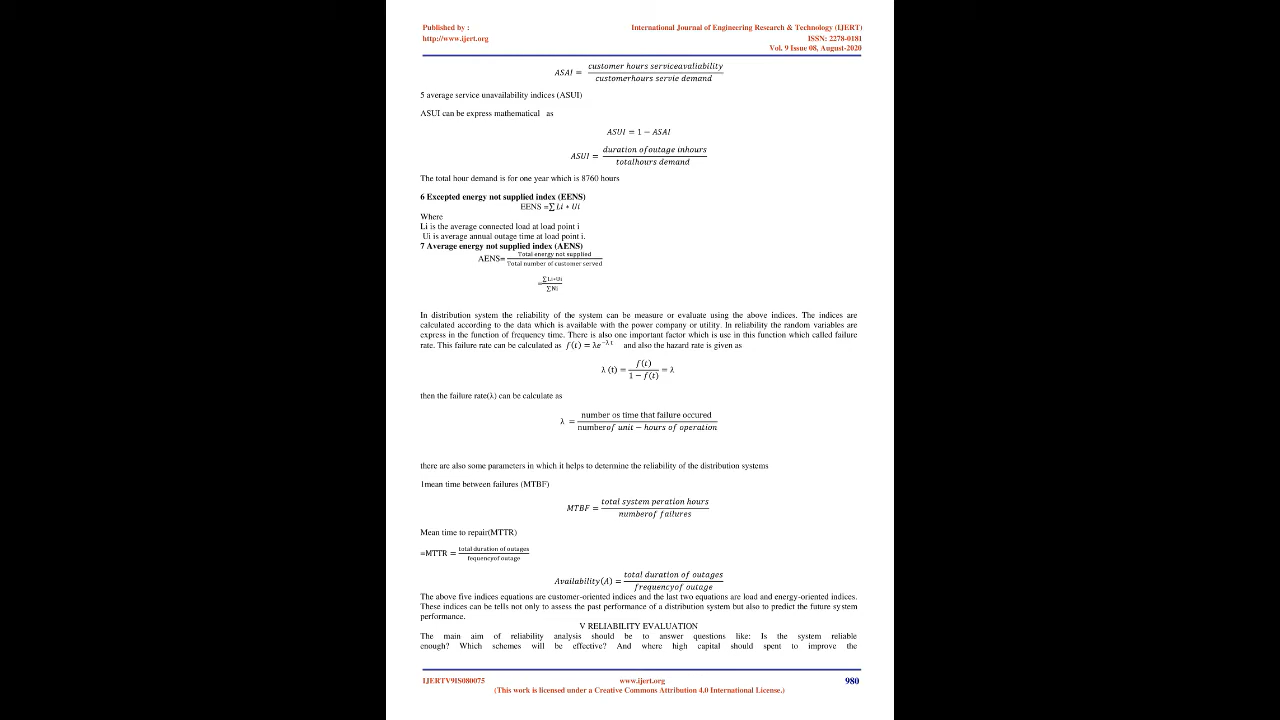 Published by :
International Journal of Engineering Research & Technology (IJERT)
http://www.ijert.org
ISSN: 2278-0181
Vol. 9 Issue 08, August-2020
ASAI = customer hours serviceavaliability / customerhours servie demand
5 average service unavailability indices (ASUI)
ASUI can be express mathematical as
ASUI = 1 − ASAI
ASUI = duration ofoutage inhours / totalhours demand
The total hour demand is for one year which is 8760 hours
6 Excepted energy not supplied index (EENS)
EENS =∑ Li ∗ Ui
Where
Li is the average connected load at load point i
Ui is average annual outage time at load point i.
7 Average energy not supplied index (AENS)
AENS= Total energy not supplied / Total number of customer served
= ∑ Li∗Ui / ∑ Ni
In distribution system the reliability of the system can be measure or evaluate using the above indices. The indices are
calculated according to the data which is available with the power company or utility. In reliability the random variables are
express in the function of frequency time. There is also one important factor which is use in this function which called failure
rate. This failure rate can be calculated as f(t) = λe^−λ t and also the hazard rate is given as
λ (t) = f(t) / 1 − f(t) = λ
then the failure rate(λ) can be calculate as
λ = number os time that failure occured / numberof unit − hours of operation
there are also some parameters in which it helps to determine the reliability of the distribution systems
1mean time between failures (MTBF)
MTBF = total system peration hours / numberof failures
Mean time to repair(MTTR)
=MTTR = total duration of outages / fequencyof outage
Availability(A) = total duration of outages / frequencyof outage
The above five indices equations are customer-oriented indices and the last two equations are load and energy-oriented indices.
These indices can be tells not only to assess the past performance of a distribution system but also to predict the future system
performance.
V RELIABILITY EVALUATION
The main aim of reliability analysis should be to answer questions like: Is the system reliable
enough? Which schemes will be effective? And where high capital should spent to improve the
IJERTV9IS080075
www.ijert.org
980
(This work is licensed under a Creative Commons Attribution 4.0 International License.)